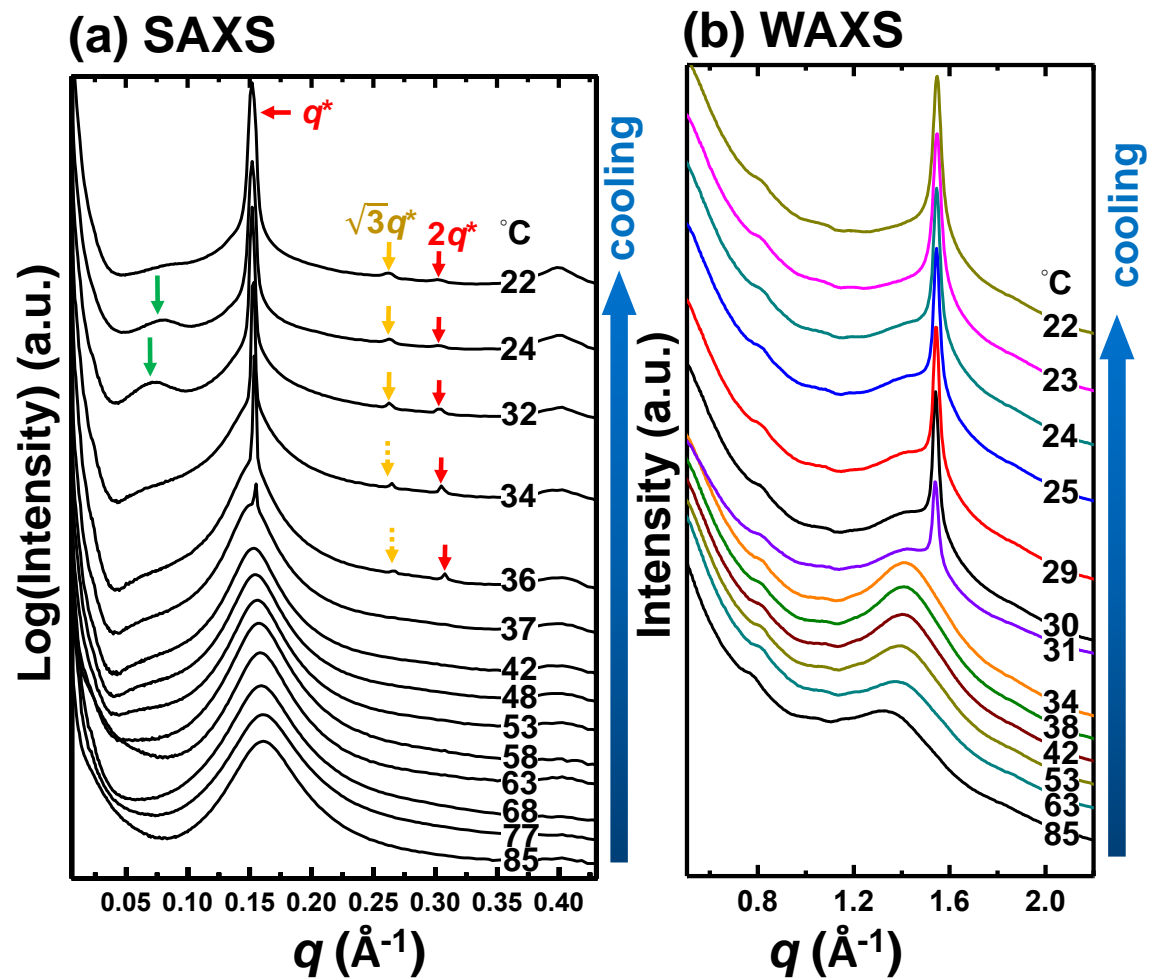 (a) SAXS
Log(Intensity) (a.u.)
q*
√3q*
2q*
°C
22
24
32
34
36
37
42
48
53
58
63
68
77
85
cooling
0.05 0.10 0.15 0.20 0.25 0.30 0.35 0.40
q (Å-1)
(b) WAXS
Intensity (a.u.)
°C
22
23
24
25
29
30
31
34
38
42
53
63
85
cooling
0.8 1.2 1.6 2.0
q (Å-1)